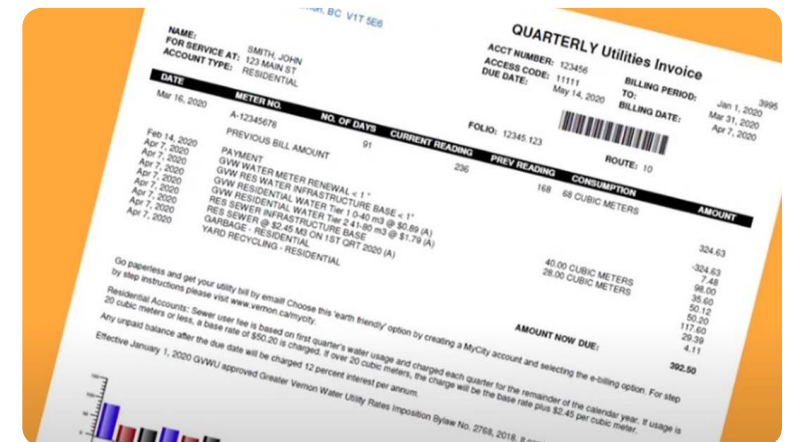 BC V1T 5E6
QUARTERLY Utilities Invoice
3995
NAME: SMITH, JOHN
FOR SERVICE AT: 123 MAIN ST
ACCOUNT TYPE: RESIDENTIAL
ACCT NUMBER: 123456
ACCESS CODE: 11111
DUE DATE: May 14, 2020
BILLING PERIOD: Jan 1, 2020
TO: Mar 31, 2020
BILLING DATE: Apr 7, 2020
FOLIO: 12345.123
ROUTE: 10
DATE METER NO. NO. OF DAYS CURRENT READING PREV READING CONSUMPTION AMOUNT
Mar 16, 2020 A-12345678 91 236 168 68 CUBIC METERS
PREVIOUS BILL AMOUNT 324.63
Feb 14, 2020 PAYMENT -324.63
Apr 7, 2020 GVW WATER METER RENEWAL < 1" 7.48
Apr 7, 2020 GVW RES WATER INFRASTRUCTURE BASE < 1" 98.00
Apr 7, 2020 GVW RESIDENTIAL WATER Tier 1 0-40 m3 @ $0.89 (A) 40.00 CUBIC METERS 35.60
Apr 7, 2020 GVW RESIDENTIAL WATER Tier 2 41-80 m3 @ $1.79 (A) 28.00 CUBIC METERS 50.12
Apr 7, 2020 RES SEWER INFRASTRUCTURE BASE 50.20
Apr 7, 2020 RES SEWER @ $2.45 M3 ON 1ST QRT 2020 (A) 117.60
Apr 7, 2020 GARBAGE - RESIDENTIAL 29.39
Apr 7, 2020 YARD RECYCLING - RESIDENTIAL 4.11
AMOUNT NOW DUE: 392.50
Go paperless and get your utility bill by email! Choose this 'earth friendly' option by creating a MyCity account and selecting the e-billing option. For step
by step instructions please visit www.vernon.ca/mycity.
Residential Accounts: Sewer user fee is based on first quarter's water usage and charged each quarter for the remainder of the calendar year. If usage is
20 cubic meters or less, a base rate of $50.20 is charged. If over 20 cubic meters, the charge will be the base rate plus $2.45 per cubic meter.
Any unpaid balance after the due date will be charged 12 percent interest per annum.
Effective January 1, 2020 GVWU approved Greater Vernon Water Utility Rates Imposition Bylaw No. 2768, 2018.